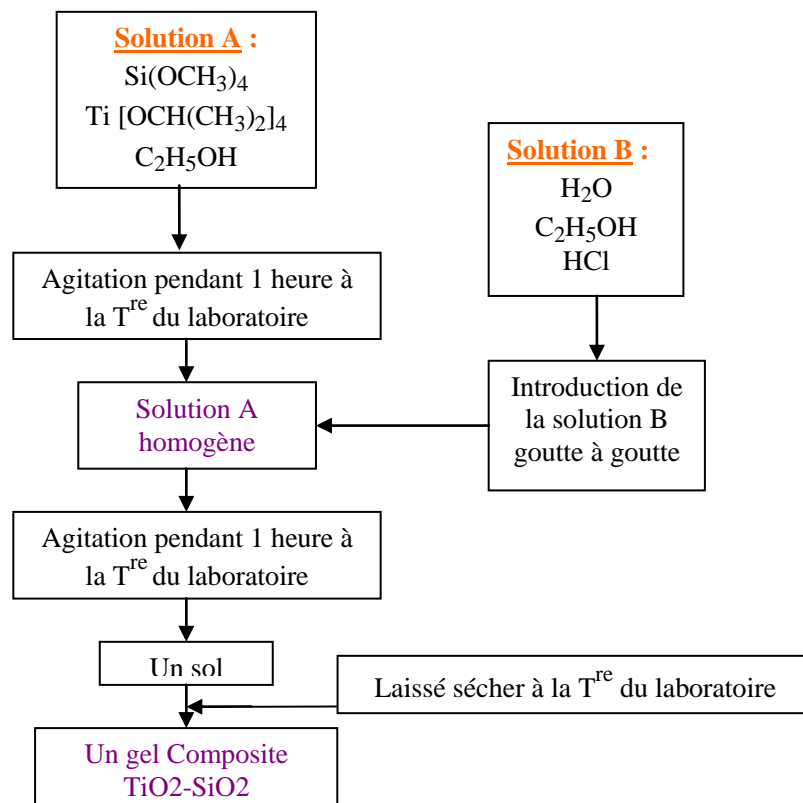 Solution A :
Si(OCH₃)₄
Ti [OCH(CH₃)₂]₄
C₂H₅OH
Solution B :
H₂O
C₂H₅OH
HCl
Agitation pendant 1 heure à
la Tʳᵉ du laboratoire
Introduction de
la solution B
goutte à goutte
Solution A
homogène
Agitation pendant 1 heure à
la Tʳᵉ du laboratoire
Un sol
Laissé sécher à la Tʳᵉ du laboratoire
Un gel Composite
TiO2-SiO2